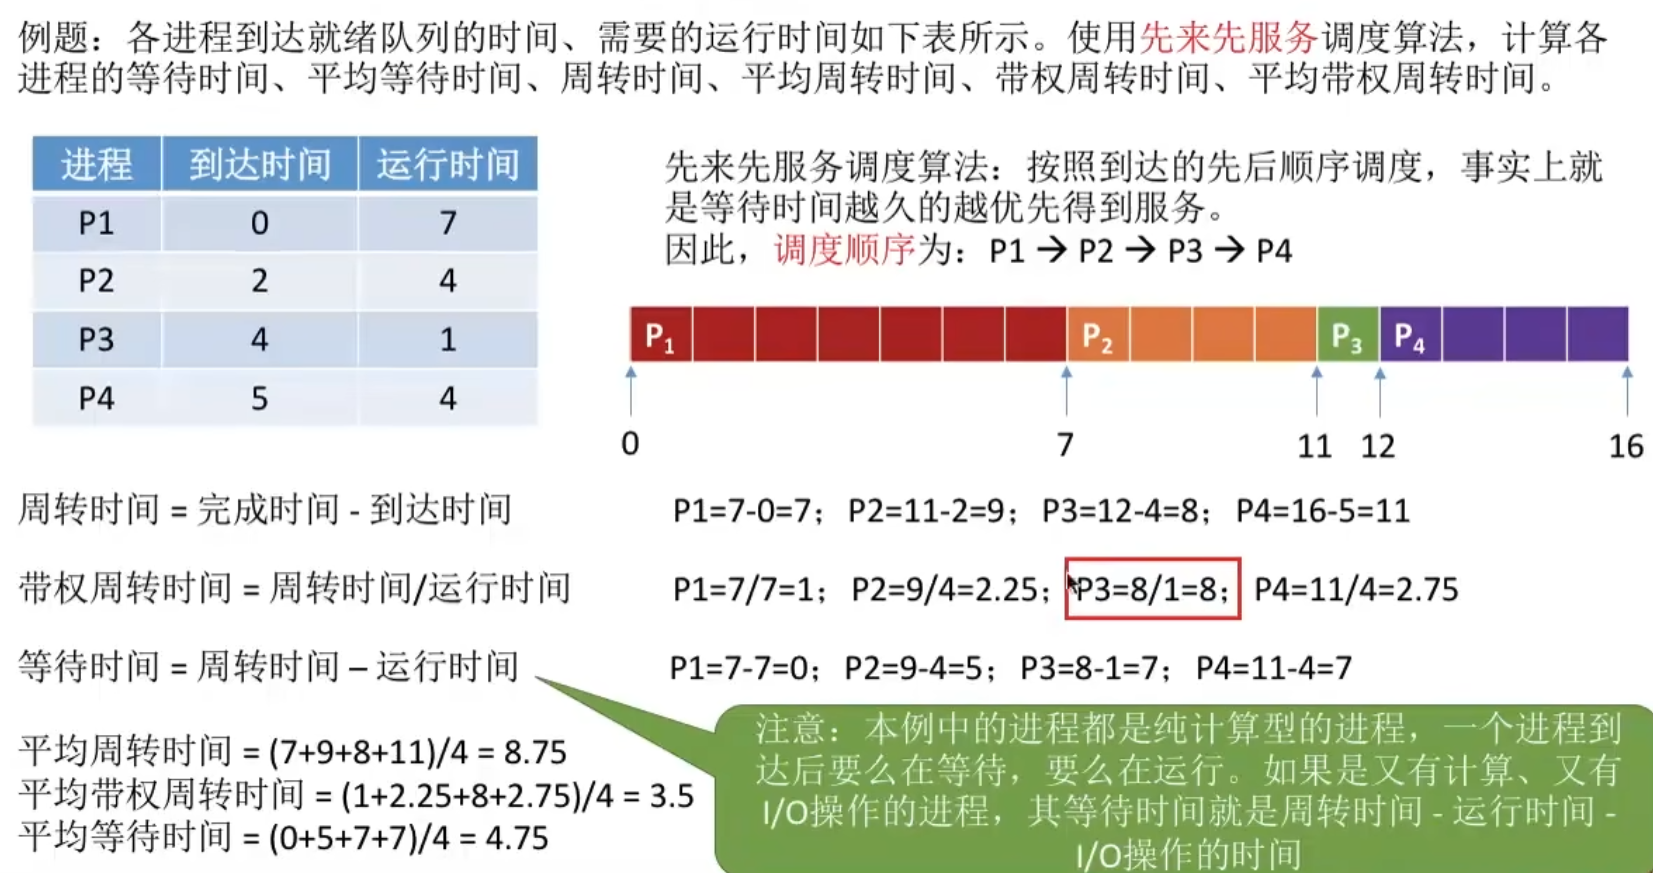 例题：各进程到达就绪队列的时间、需要的运行时间如下表所示。使用先来先服务调度算法，计算各
进程的等待时间、平均等待时间、周转时间、平均周转时间、带权周转时间、平均带权周转时间。
进程 到达时间 运行时间
P1 0 7
P2 2 4
P3 4 1
P4 5 4
先来先服务调度算法：按照到达的先后顺序调度，事实上就
是等待时间越久的越优先得到服务。
因此，调度顺序为：P1 → P2 → P3 → P4
P₁ P₂ P₃ P₄
0 7 11 12 16
周转时间 = 完成时间 - 到达时间 P1=7-0=7；P2=11-2=9；P3=12-4=8；P4=16-5=11
带权周转时间 = 周转时间/运行时间 P1=7/7=1；P2=9/4=2.25；P3=8/1=8；P4=11/4=2.75
等待时间 = 周转时间 – 运行时间 P1=7-7=0；P2=9-4=5；P3=8-1=7；P4=11-4=7
平均周转时间 = (7+9+8+11)/4 = 8.75
平均带权周转时间 = (1+2.25+8+2.75)/4 = 3.5
平均等待时间 = (0+5+7+7)/4 = 4.75
注意：本例中的进程都是纯计算型的进程，一个进程到
达后要么在等待，要么在运行。如果是又有计算、又有
I/O操作的进程，其等待时间就是周转时间 - 运行时间 -
I/O操作的时间